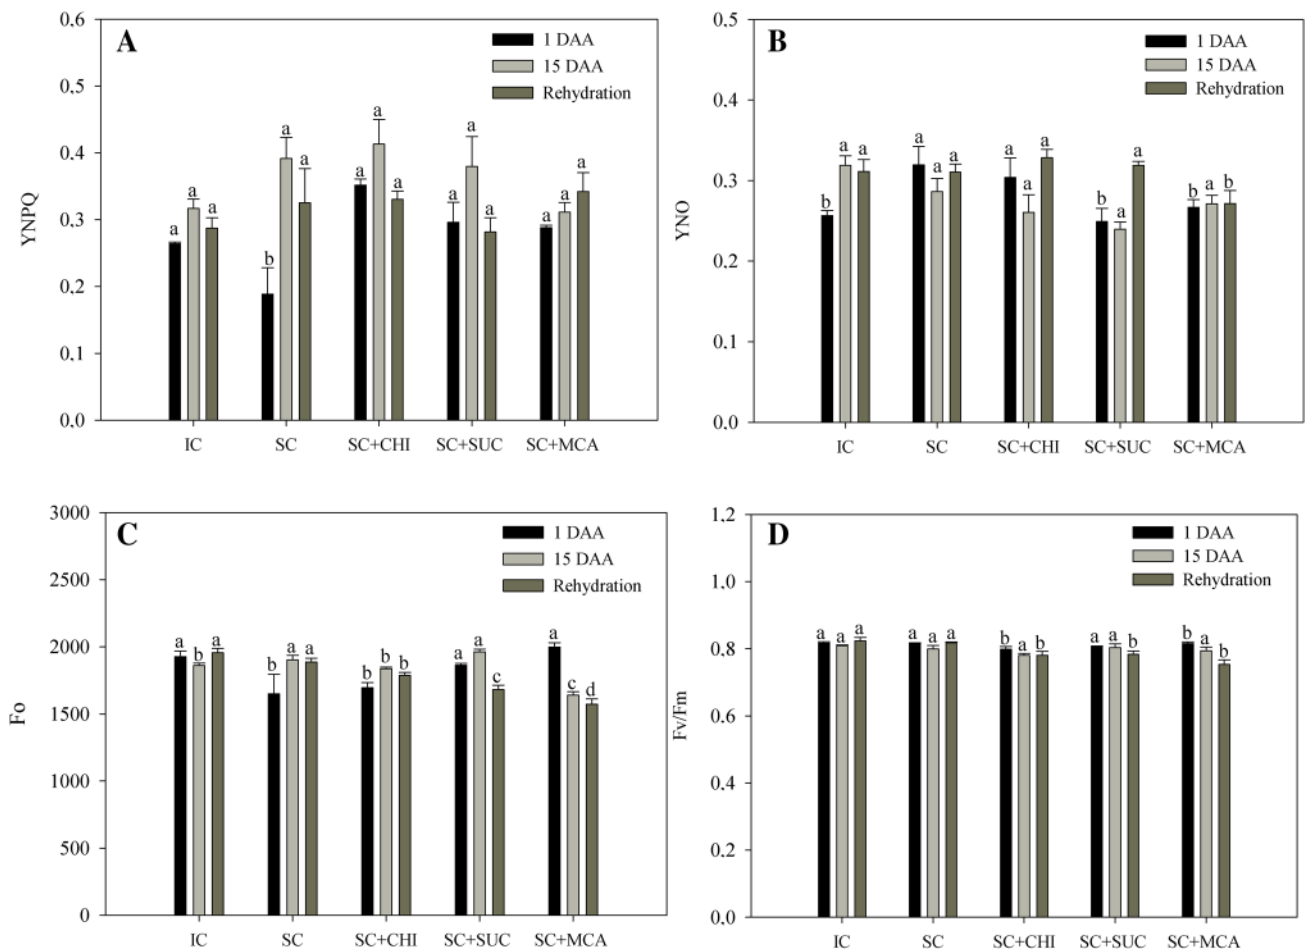 A
1 DAA
15 DAA
Rehydration
YNPQ
0,6
0,5
0,4
0,3
0,2
0,1
0,0
a a a
b a a
a a a
a a a
a a a
IC SC SC+CHI SC+SUC SC+MCA
B
1 DAA
15 DAA
Rehydration
YNO
0.5
0.4
0.3
0.2
0.1
0.0
b a a
a a a
a a a
b a a
b a b
IC SC SC+CHI SC+SUC SC+MCA
C
1 DAA
15 DAA
Rehydration
Fo
3000
2500
2000
1500
1000
500
0
a b a
b a a
b b b
a a c
a c d
IC SC SC+CHI SC+SUC SC+MCA
D
1 DAA
15 DAA
Rehydration
Fv/Fm
1.2
1.0
0.8
0.6
0.4
0.2
0.0
a a a
a a a
b a b
a a b
b a b
IC SC SC+CHI SC+SUC SC+MCA